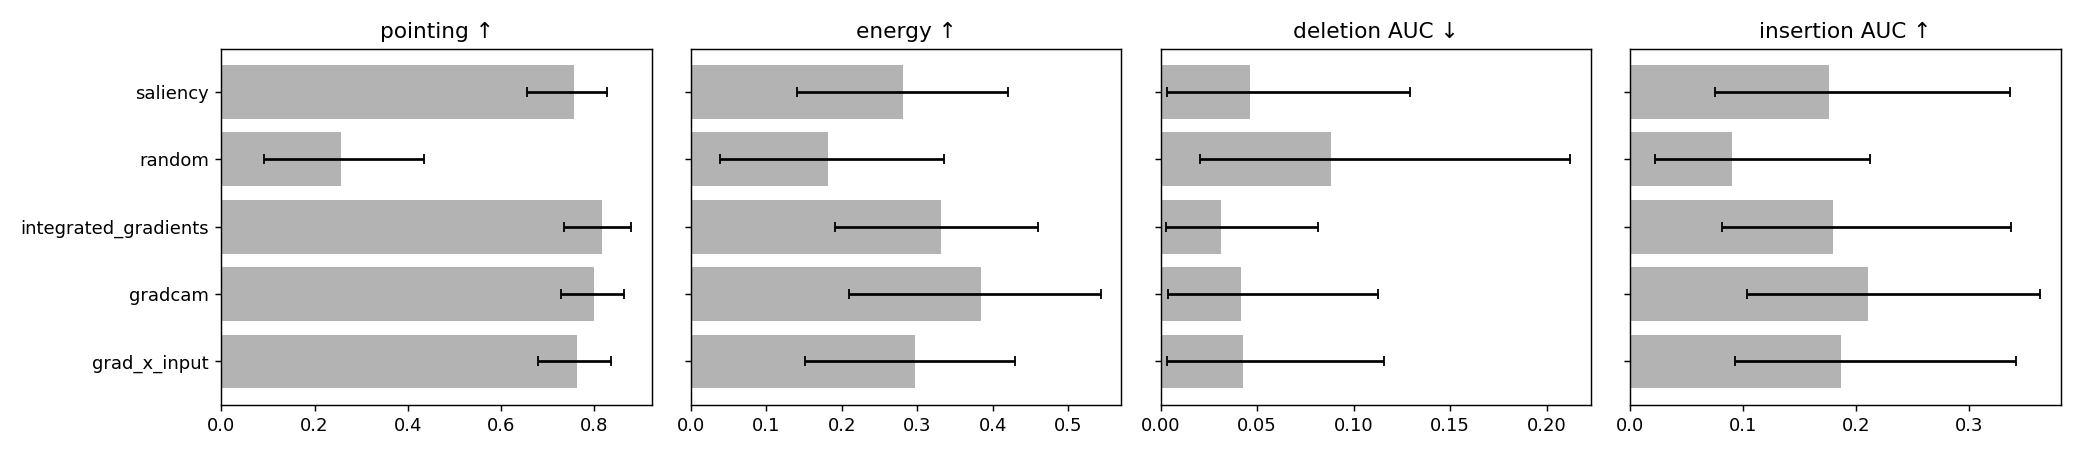 pointing ↑
energy ↑
deletion AUC ↓
insertion AUC ↑
saliency
random
integrated_gradients
gradcam
grad_x_input
0.0 0.2 0.4 0.6 0.8
0.0 0.1 0.2 0.3 0.4 0.5
0.00 0.05 0.10 0.15 0.20
0.0 0.1 0.2 0.3